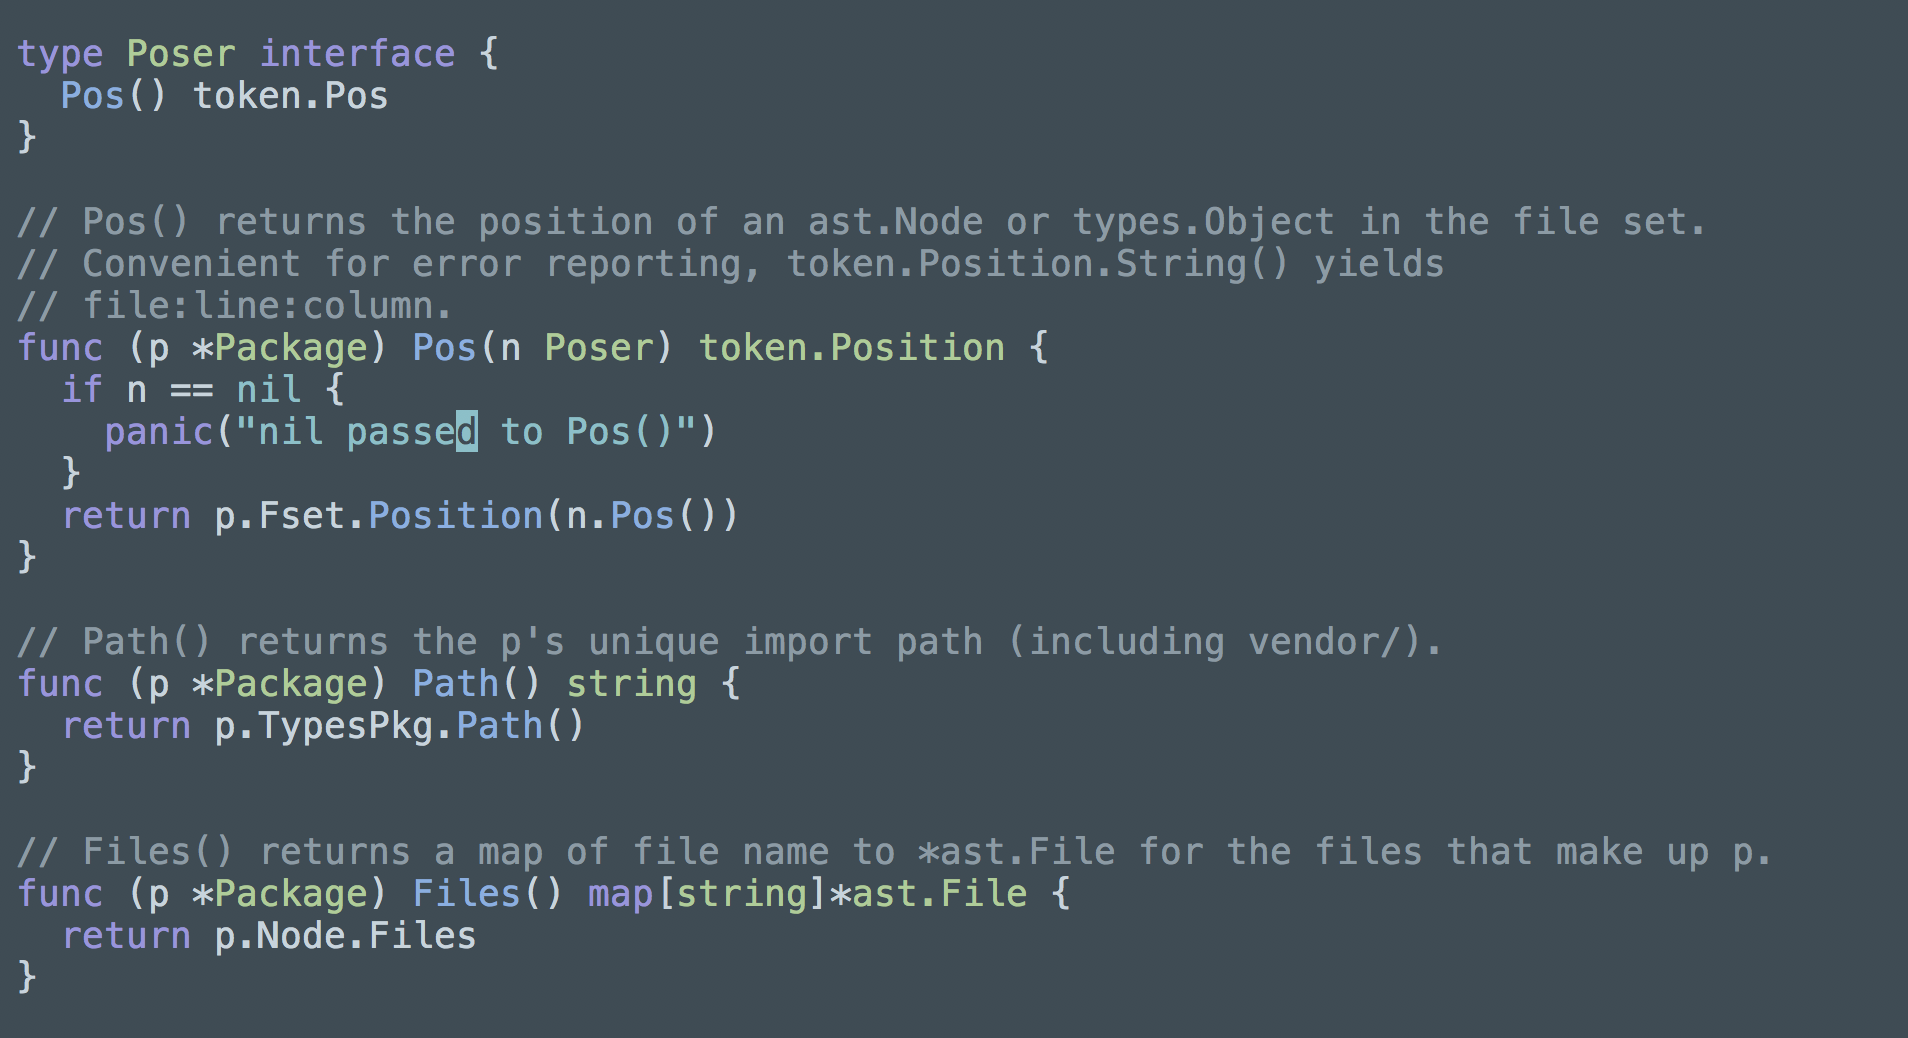 type Poser interface {
  Pos() token.Pos
}
// Pos() returns the position of an ast.Node or types.Object in the file set.
// Convenient for error reporting, token.Position.String() yields
// file:line:column.
func (p *Package) Pos(n Poser) token.Position {
  if n == nil {
    panic("nil passed to Pos()")
  }
  return p.Fset.Position(n.Pos())
}
// Path() returns the p's unique import path (including vendor/).
func (p *Package) Path() string {
  return p.TypesPkg.Path()
}
// Files() returns a map of file name to *ast.File for the files that make up p.
func (p *Package) Files() map[string]*ast.File {
  return p.Node.Files
}